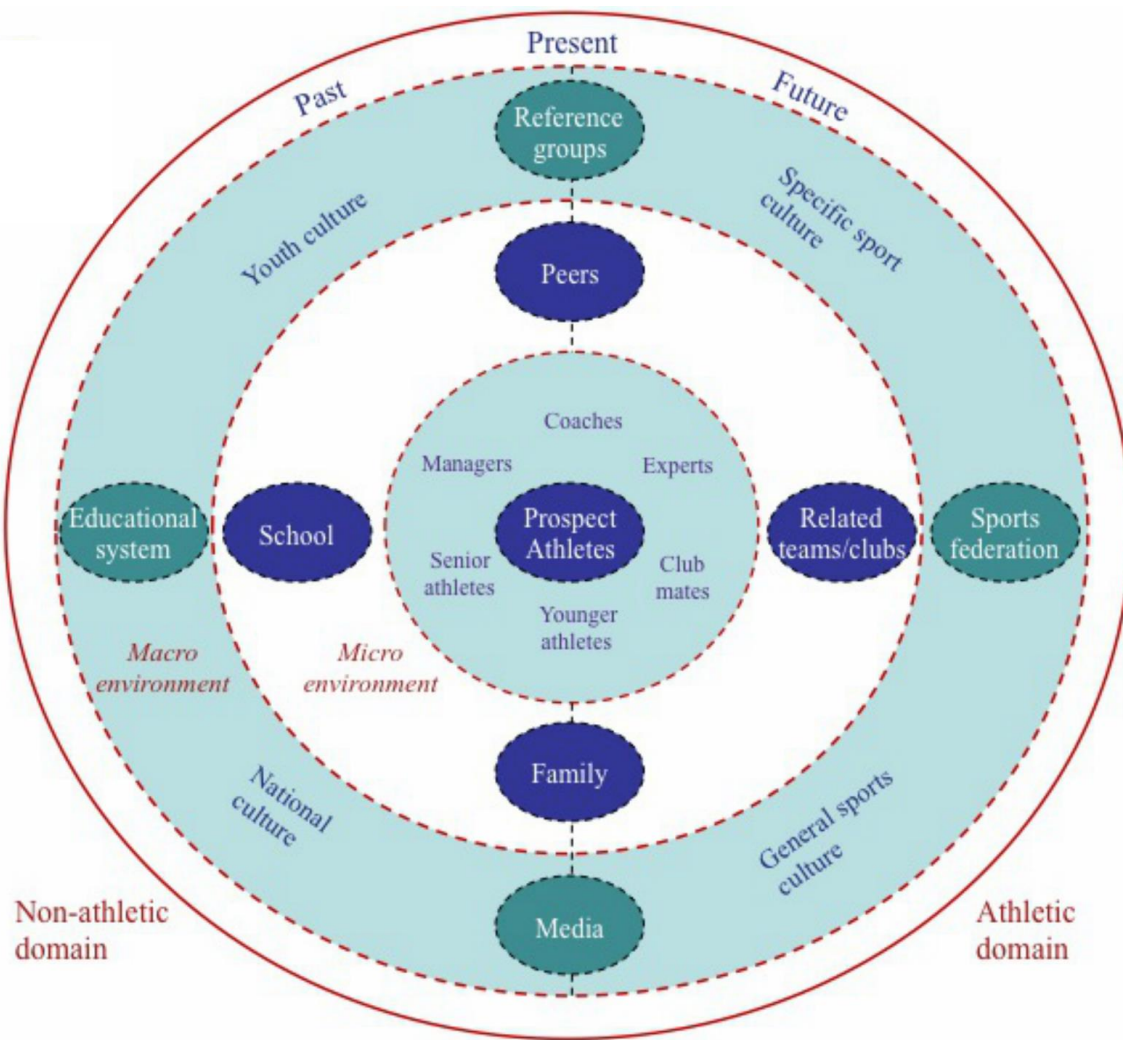 Present
Past
Future
Reference
groups
Youth culture
Specific sport
culture
Peers
Coaches
Managers
Experts
Educational
system
School
Prospect
Athletes
Related
teams/clubs
Sports
federation
Senior
athletes
Club
mates
Younger
athletes
Macro
environment
Micro
environment
Family
National
culture
General sports
culture
Media
Non-athletic
domain
Athletic
domain